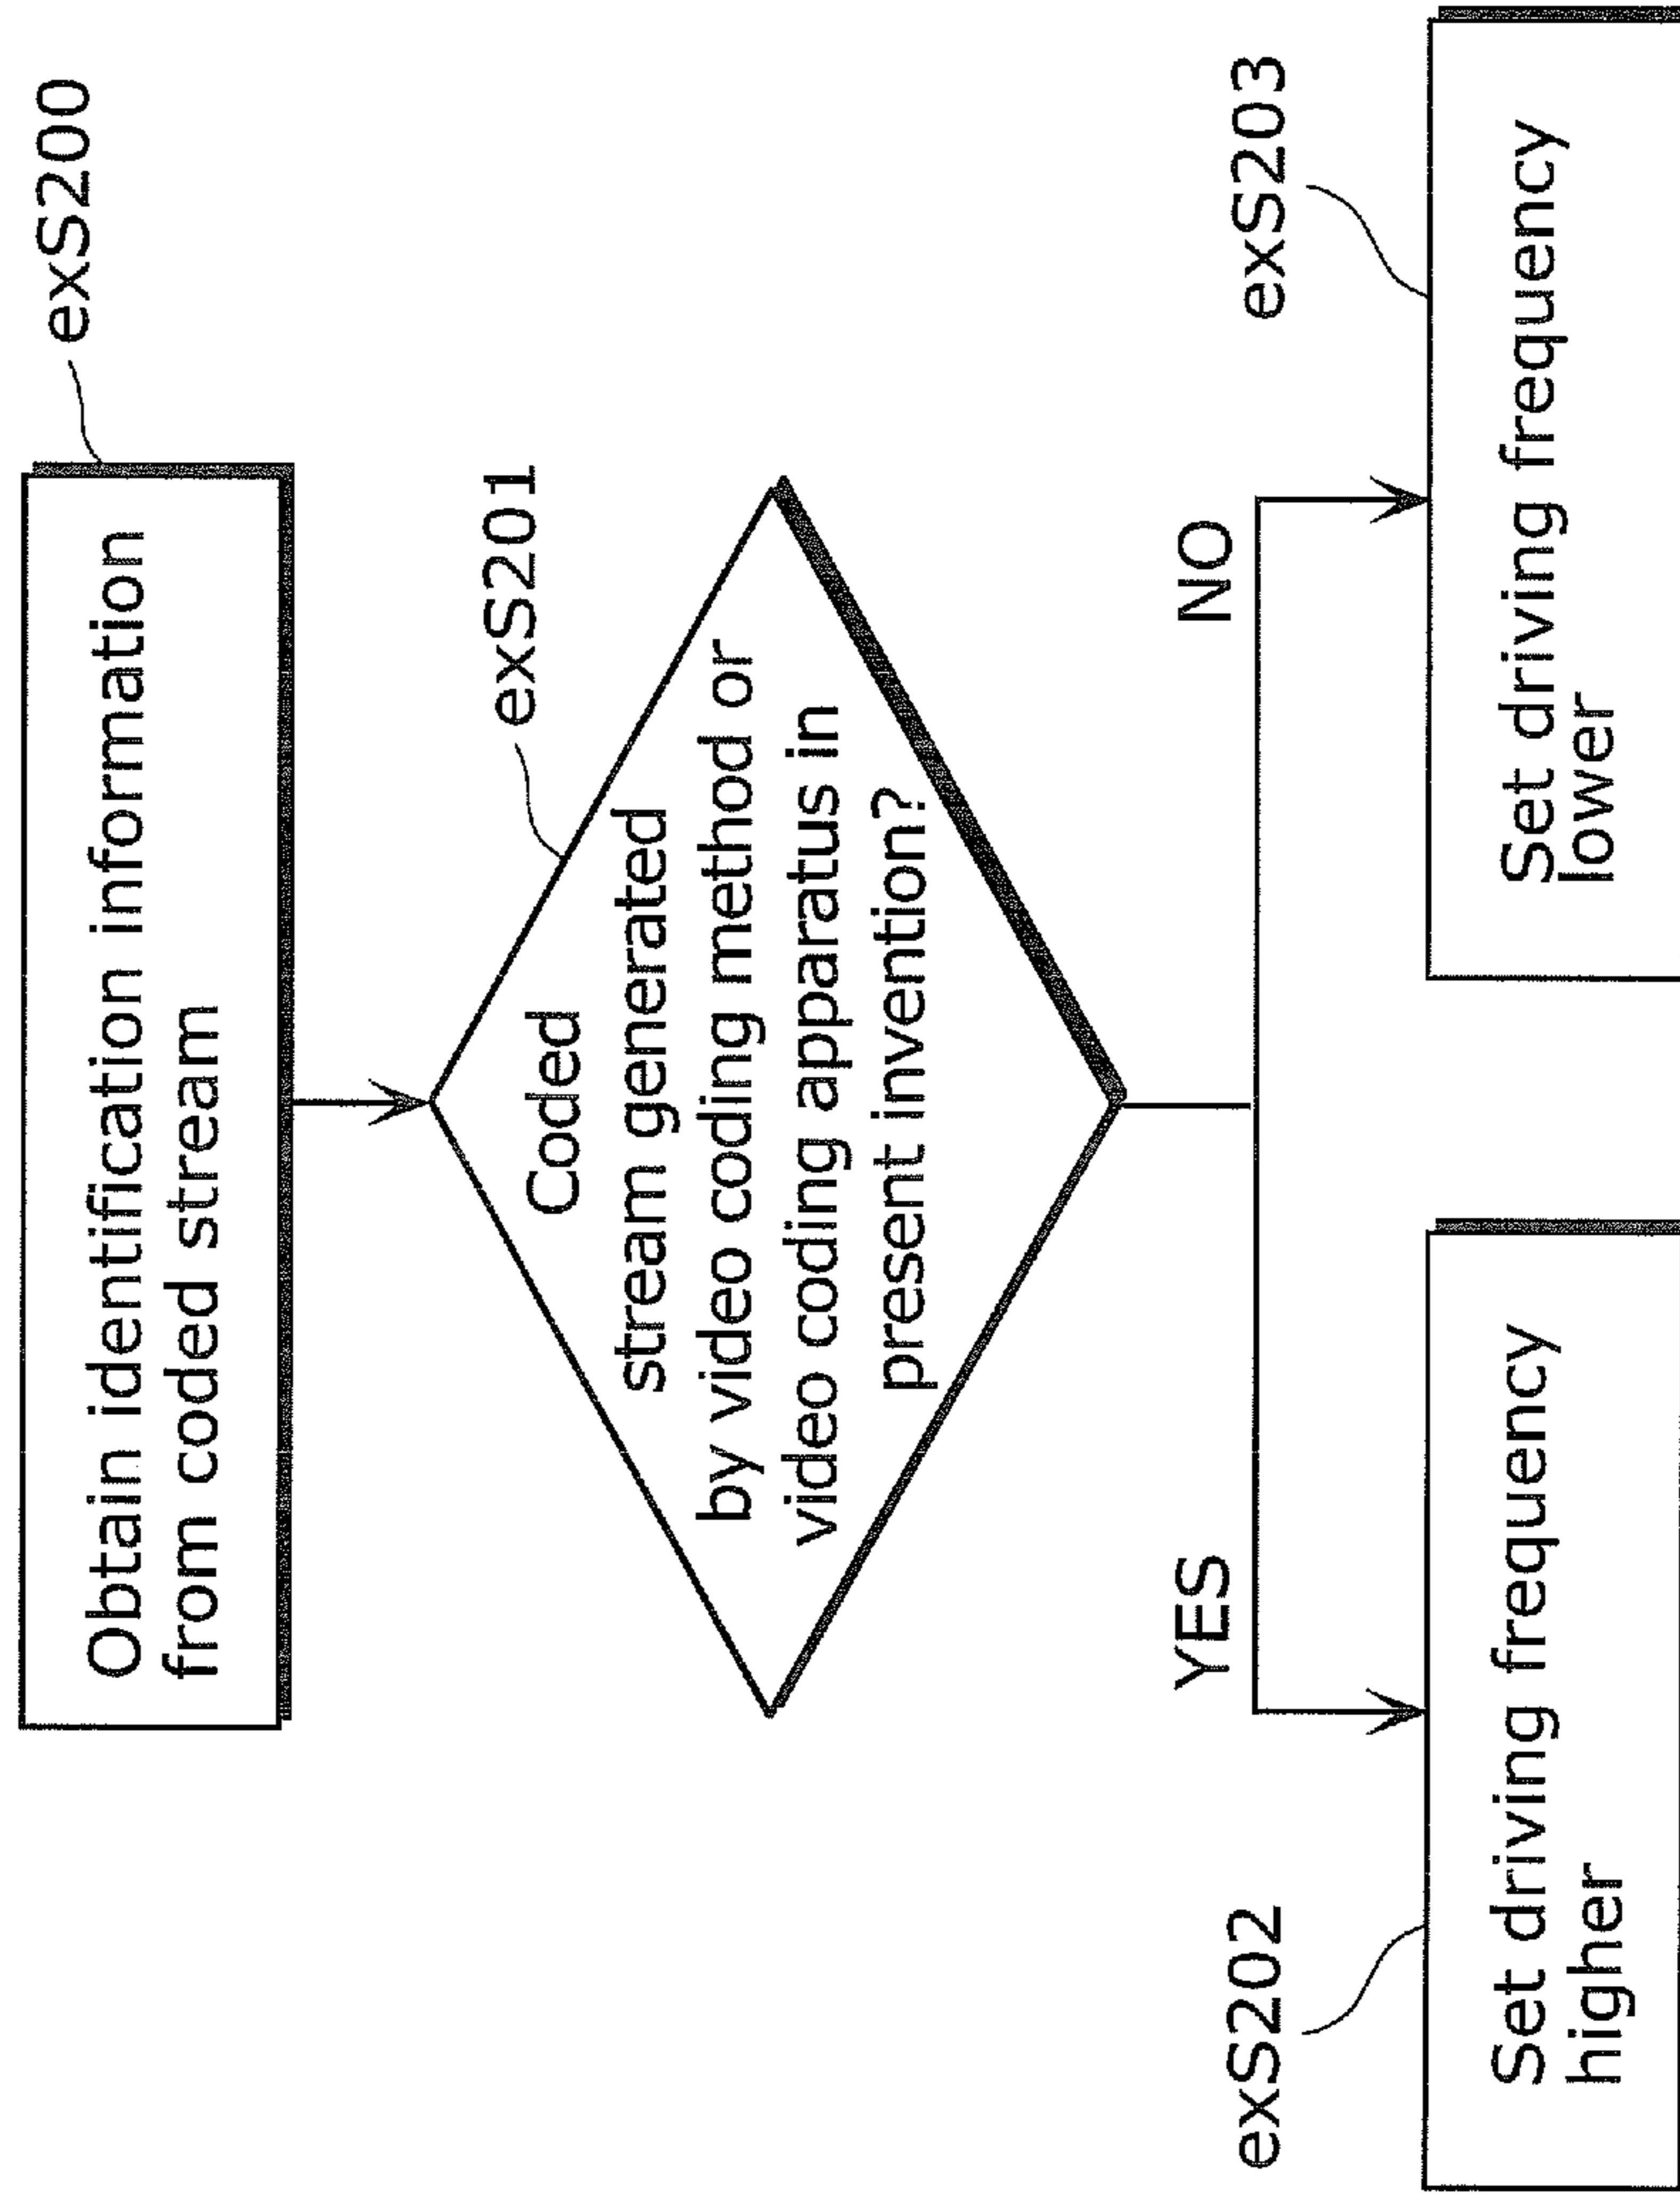 exS200
Obtain identification information
from coded stream
exS201
Coded
stream generated
by video coding method or
video coding apparatus in
present invention?
YES
NO
exS202
exS203
Set driving frequency
higher
Set driving frequency
lower